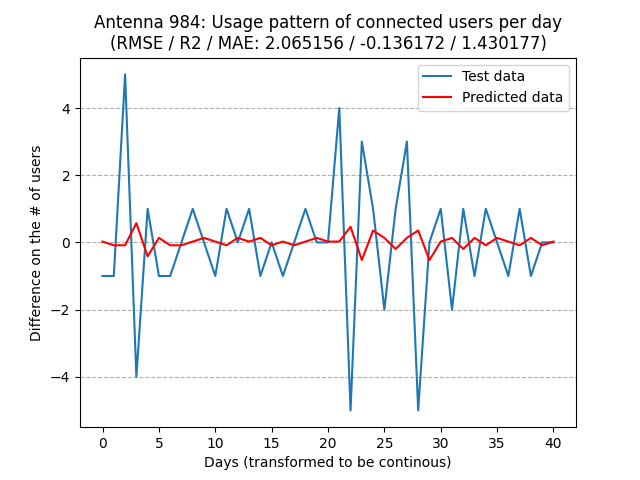 Antenna 984: Usage pattern of connected users per day
(RMSE / R2 / MAE: 2.065156 / -0.136172 / 1.430177)
Test data
Predicted data
4
2
0
−2
−4
Difference on the # of users
0 5 10 15 20 25 30 35 40
Days (transformed to be continous)